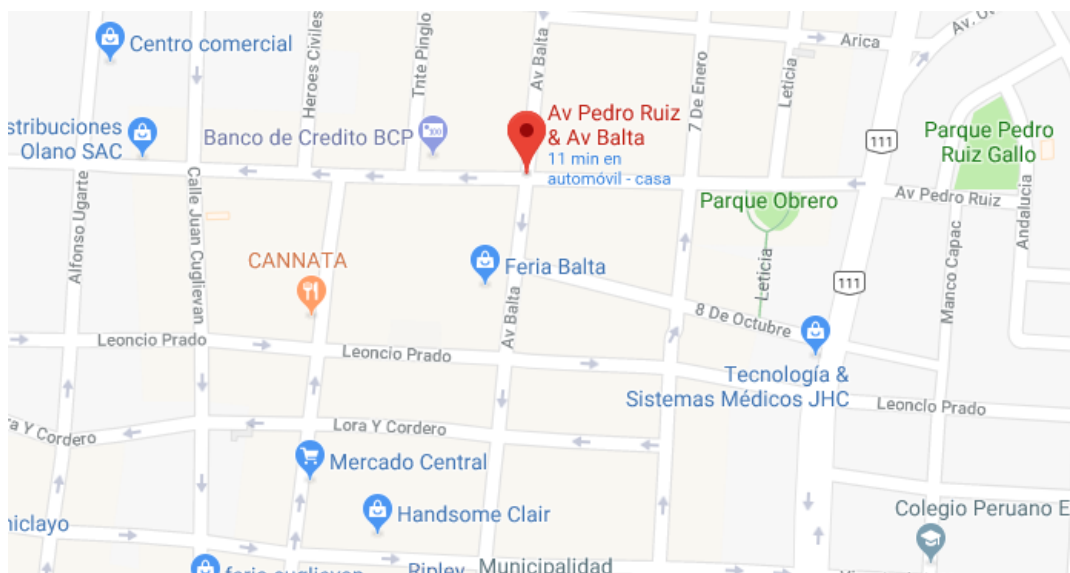 Centro comercial
Heroes Civiles
Tnte Pinglo
Av Balta
7 De Enero
Arica
Leticia
111
stribuciones
Olano SAC
Banco de Credito BCP
Av Pedro Ruiz
& Av Balta
11 min en
automóvil - casa
Parque Pedro
Ruiz Gallo
Alfonso Ugarte
Calle Juan Cuglievan
Parque Obrero
Av Pedro Ruiz
Andalucia
Manco Capac
CANNATA
Feria Balta
Leticia
111
Av Balta
8 De Octubre
Leoncio Prado
Leoncio Prado
Tecnología &
Sistemas Médicos JHC
Leoncio Prado
a Y Cordero
Lora Y Cordero
Mercado Central
Handsome Clair
Colegio Peruano E
niclayo
Ripley
Municipalidad
feria cuglievan